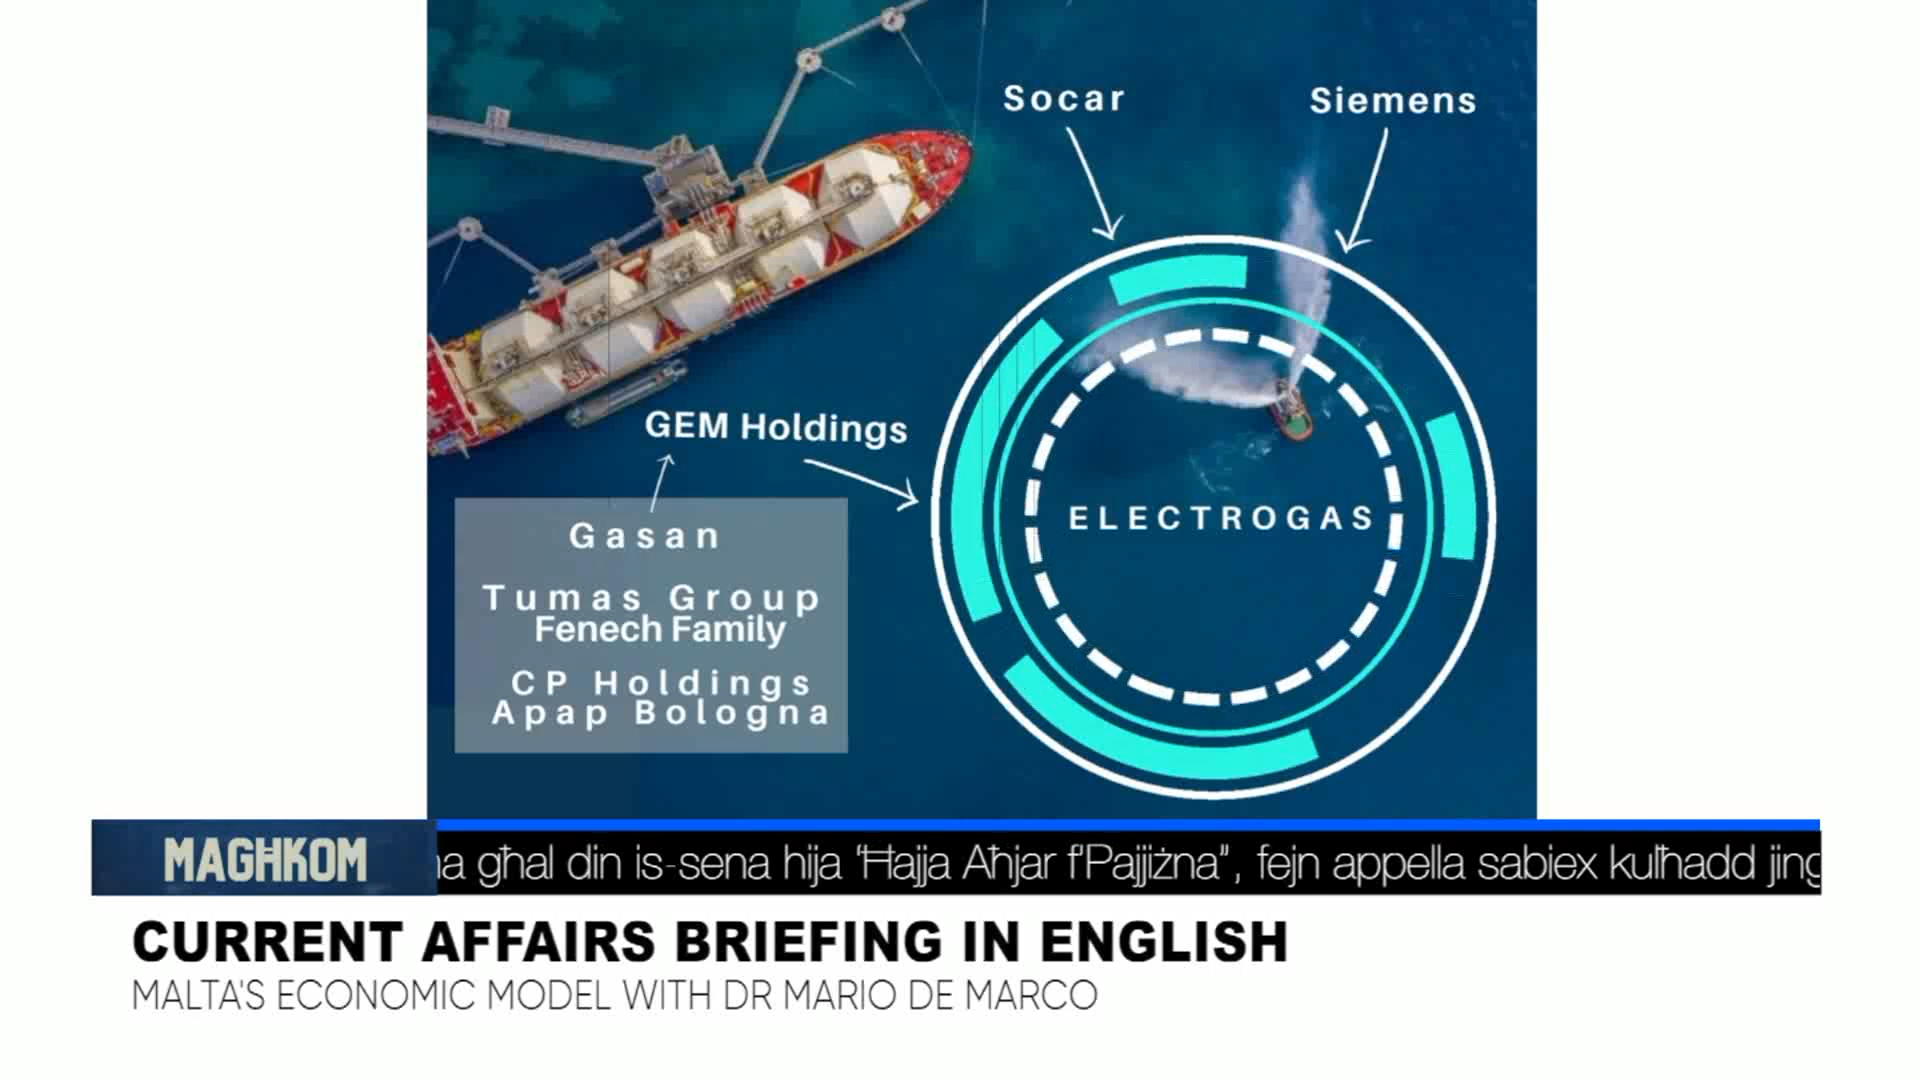 Socar
Siemens
GEM Holdings
ELECTROGAS
Gasan
Tumas Group
Fenech Family
CP Holdings
Apap Bologna
MAGĦKOM
għal din is-sena hija “Ħajja Aħjar f’Pajjiżna”, fejn appella sabiex kulħadd
CURRENT AFFAIRS BRIEFING IN ENGLISH
MALTA'S ECONOMIC MODEL WITH DR MARIO DE MARCO